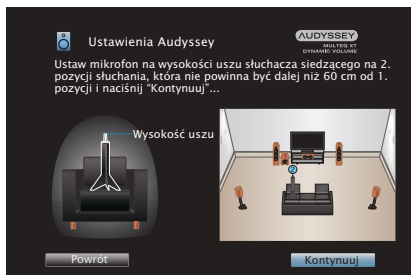 Ustawienia Audyssey
AUDYSSEY
MULTEQ XT
DYNAMIC VOLUME
Ustaw mikrofon na wysokości uszu słuchacza siedzącego na 2.
pozycji słuchania, która nie powinna być dalej niż 60 cm od 1.
pozycji i naciśnij “Kontynuuj”...
Wysokość uszu
Powrót
Kontynuuj